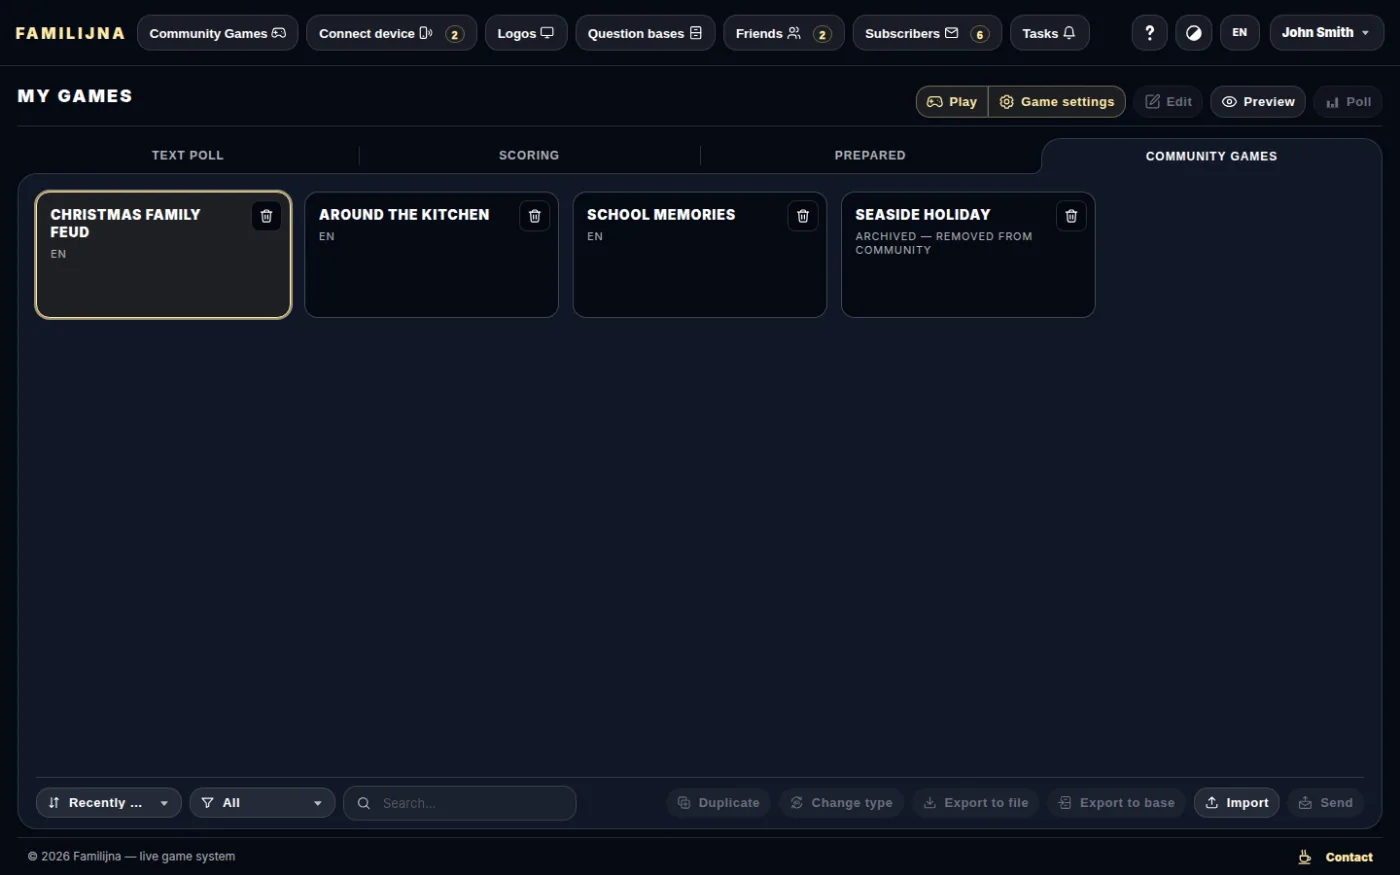 FAMILIJNA Community Games Connect device 2 Logos Question bases Friends 2 Subscribers 6 Tasks ? EN John Smith
MY GAMES
Play Game settings Edit Preview Poll
TEXT POLL SCORING PREPARED COMMUNITY GAMES
CHRISTMAS FAMILY
FEUD
EN
AROUND THE KITCHEN
EN
SCHOOL MEMORIES
EN
SEASIDE HOLIDAY
ARCHIVED — REMOVED FROM
COMMUNITY
Recently ... All Search... Duplicate Change type Export to file Export to base Import Send
© 2026 Familijna — live game system Contact